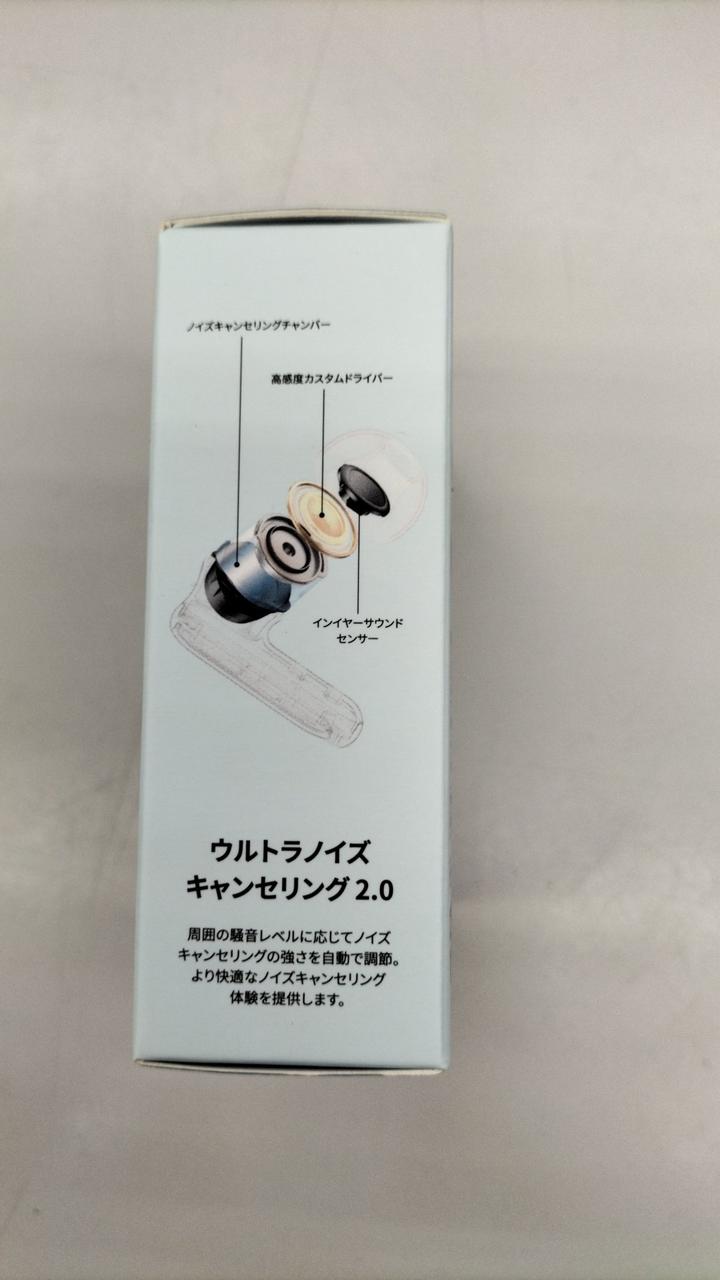 ノイズキャンセリングチャンバー
高感度カスタムドライバー
インイヤーサウンド
センサー
ウルトラノイズ
キャンセリング 2.0
周囲の騒音レベルに応じてノイズ
キャンセリングの強さを自動で調節。
より快適なノイズキャンセリング
体験を提供します。